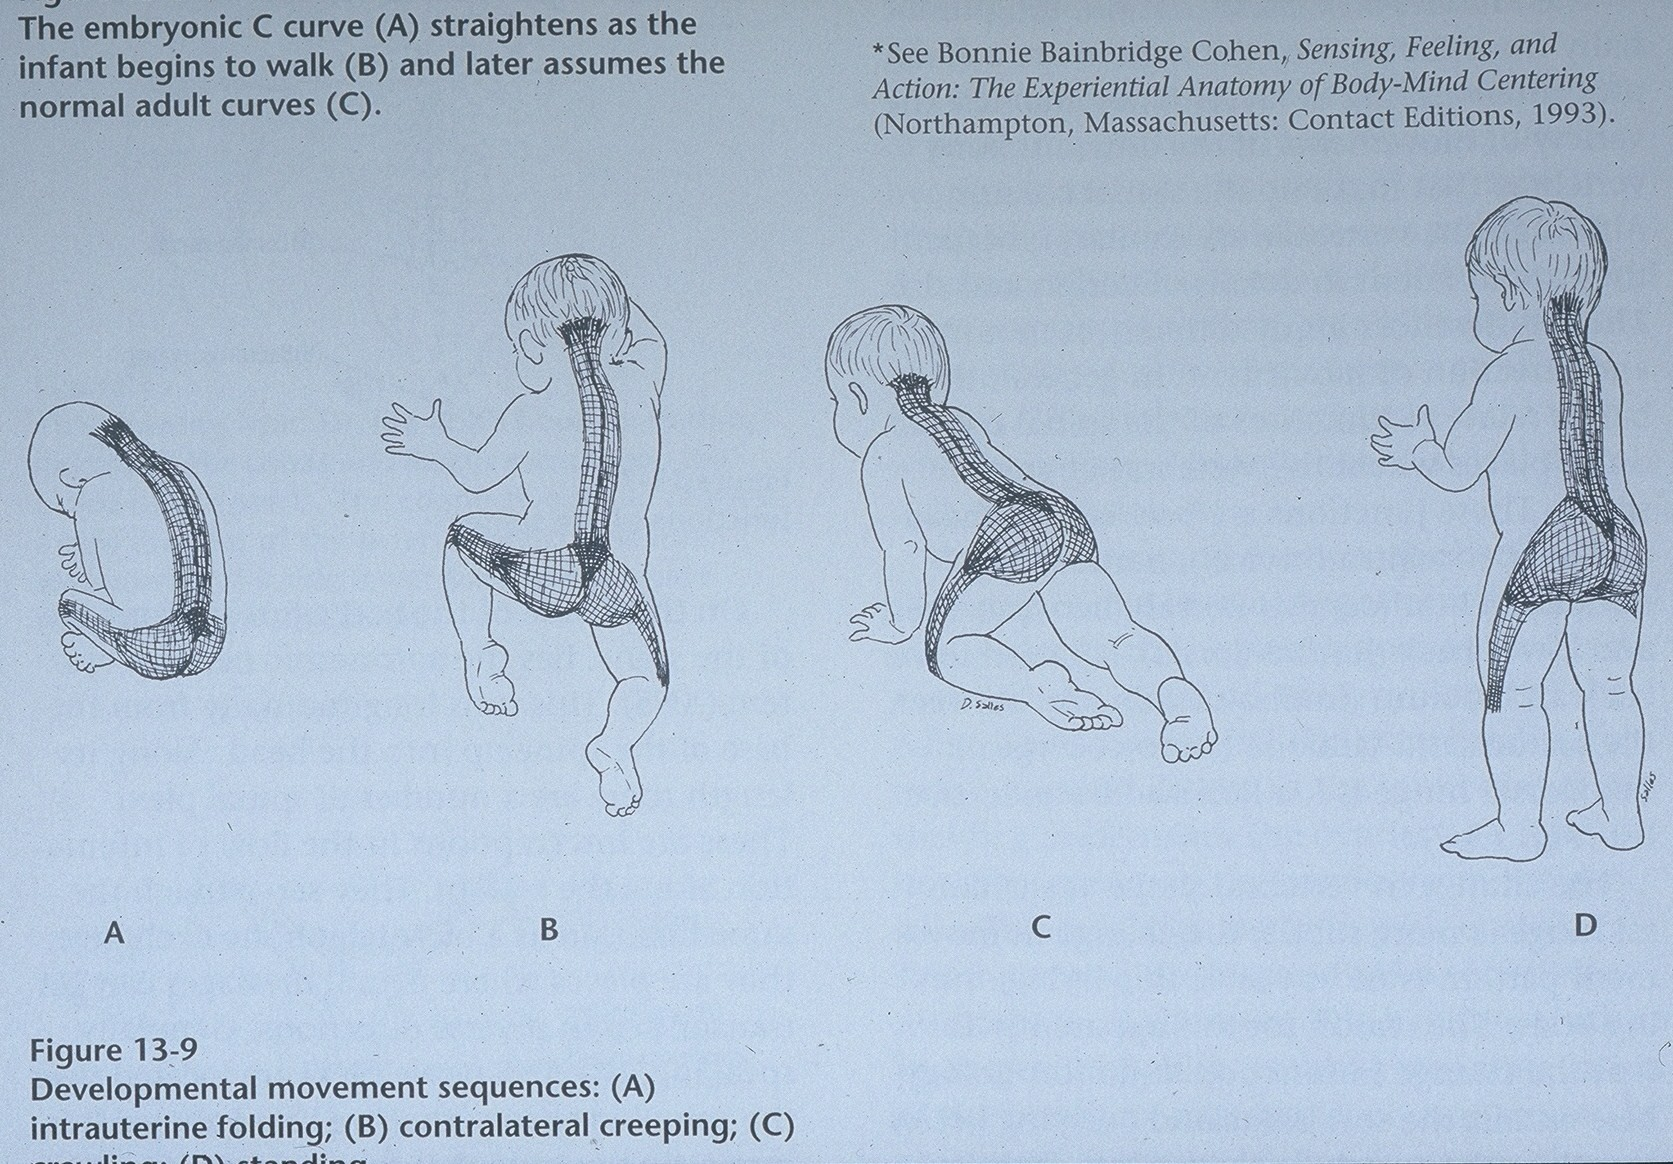 The embryonic C curve (A) straightens as the
infant begins to walk (B) and later assumes the
normal adult curves (C).
*See Bonnie Bainbridge Cohen, Sensing, Feeling, and
Action: The Experiential Anatomy of Body-Mind Centering
(Northampton, Massachusetts: Contact Editions, 1993).
D. Salles
Salles
A
B
C
D
Figure 13-9
Developmental movement sequences: (A)
intrauterine folding; (B) contralateral creeping; (C)
crawling; (D) standing